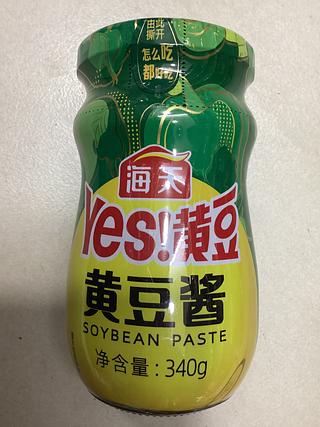 由此
撕开
怎么吃
都好吃
海天
Yes!黄豆
黄豆酱
SOYBEAN PASTE
净含量：340g